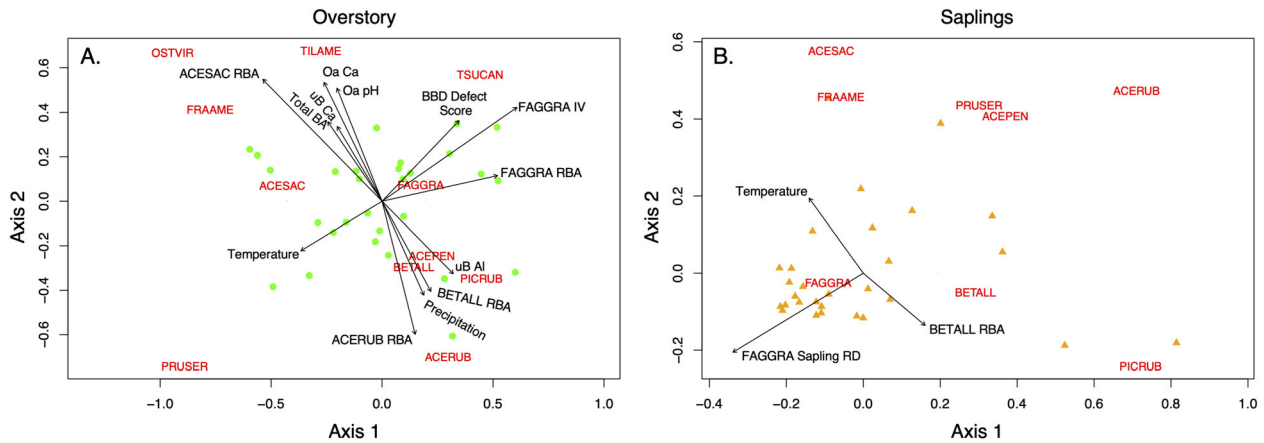 Overstory
A.
OSTVIR
TILAME
ACESAC RBA
Oa Ca
TSUCAN
Oa pH
uB Ca
BBD Defect
Score
Total BA
FRAAME
FAGGRA IV
FAGGRA RBA
ACESAC
FAGGRA
Temperature
ACEPEN
BETALL
uB Al
PICRUB
BETALL RBA
Precipitation
ACERUB RBA
ACERUB
PRUSER
0.6
0.4
0.2
0.0
−0.2
−0.4
−0.6
Axis 2
−1.0 −0.5 0.0 0.5 1.0
Axis 1
Saplings
B.
ACESAC
FRAAME
PRUSER
ACERUB
ACEPEN
Temperature
FAGGRA
BETALL
BETALL RBA
FAGGRA Sapling RD
PICRUB
0.6
0.4
0.2
0.0
−0.2
Axis 2
−0.4 −0.2 0.0 0.2 0.4 0.6 0.8 1.0
Axis 1